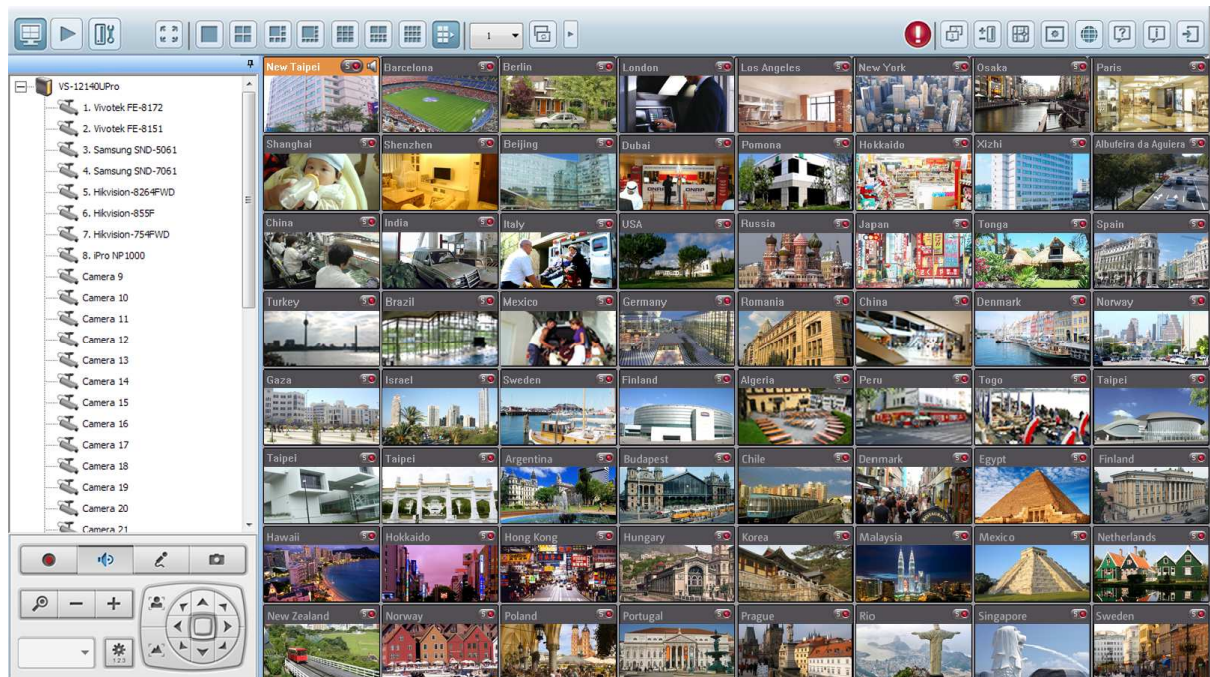 1
VS-12140UPro
1. Vivotek FE-8172
2. Vivotek FE-8151
3. Samsung SND-5061
4. Samsung SND-7061
5. Hikvision-8264FWD
6. Hikvision-855F
7. Hikvision-754FWD
8. iPro NP1000
Camera 9
Camera 10
Camera 11
Camera 12
Camera 13
Camera 14
Camera 15
Camera 16
Camera 17
Camera 18
Camera 19
Camera 20
Camera 21
123
New Taipei Barcelona Berlin London Los Angeles New York Osaka Paris
Shanghai Shenzhen Beijing Dubai Pomona Hokkaido Xizhi Albufeira da Aguiera
China India Italy USA Russia Japan Tonga Spain
Turkey Brazil Mexico Germany Romania China Denmark Norway
Gaza Israel Sweden Finland Algeria Peru Togo Taipei
Taipei Taipei Argentina Budapest Chile Denmark Egypt Finland
Hawaii Hokkaido Hong Kong Hungary Korea Malaysia Mexico Netherlands
New Zealand Norway Poland Portugal Prague Rio Singapore Sweden